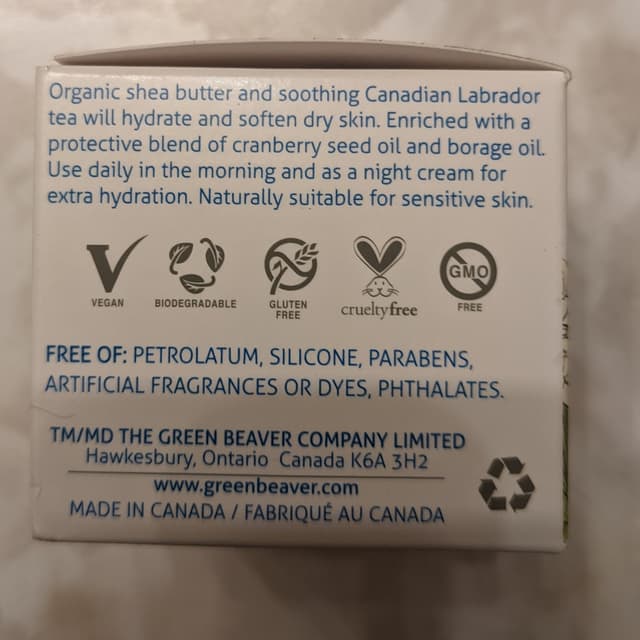 Organic shea butter and soothing Canadian Labrador
tea will hydrate and soften dry skin. Enriched with a
protective blend of cranberry seed oil and borage oil.
Use daily in the morning and as a night cream for
extra hydration. Naturally suitable for sensitive skin.
VEGAN
BIODEGRADABLE
GLUTEN
FREE
crueltyfree
GMO
FREE
FREE OF: PETROLATUM, SILICONE, PARABENS,
ARTIFICIAL FRAGRANCES OR DYES, PHTHALATES.
TM/MD THE GREEN BEAVER COMPANY LIMITED
Hawkesbury, Ontario Canada K6A 3H2
www.greenbeaver.com
MADE IN CANADA / FABRIQUÉ AU CANADA